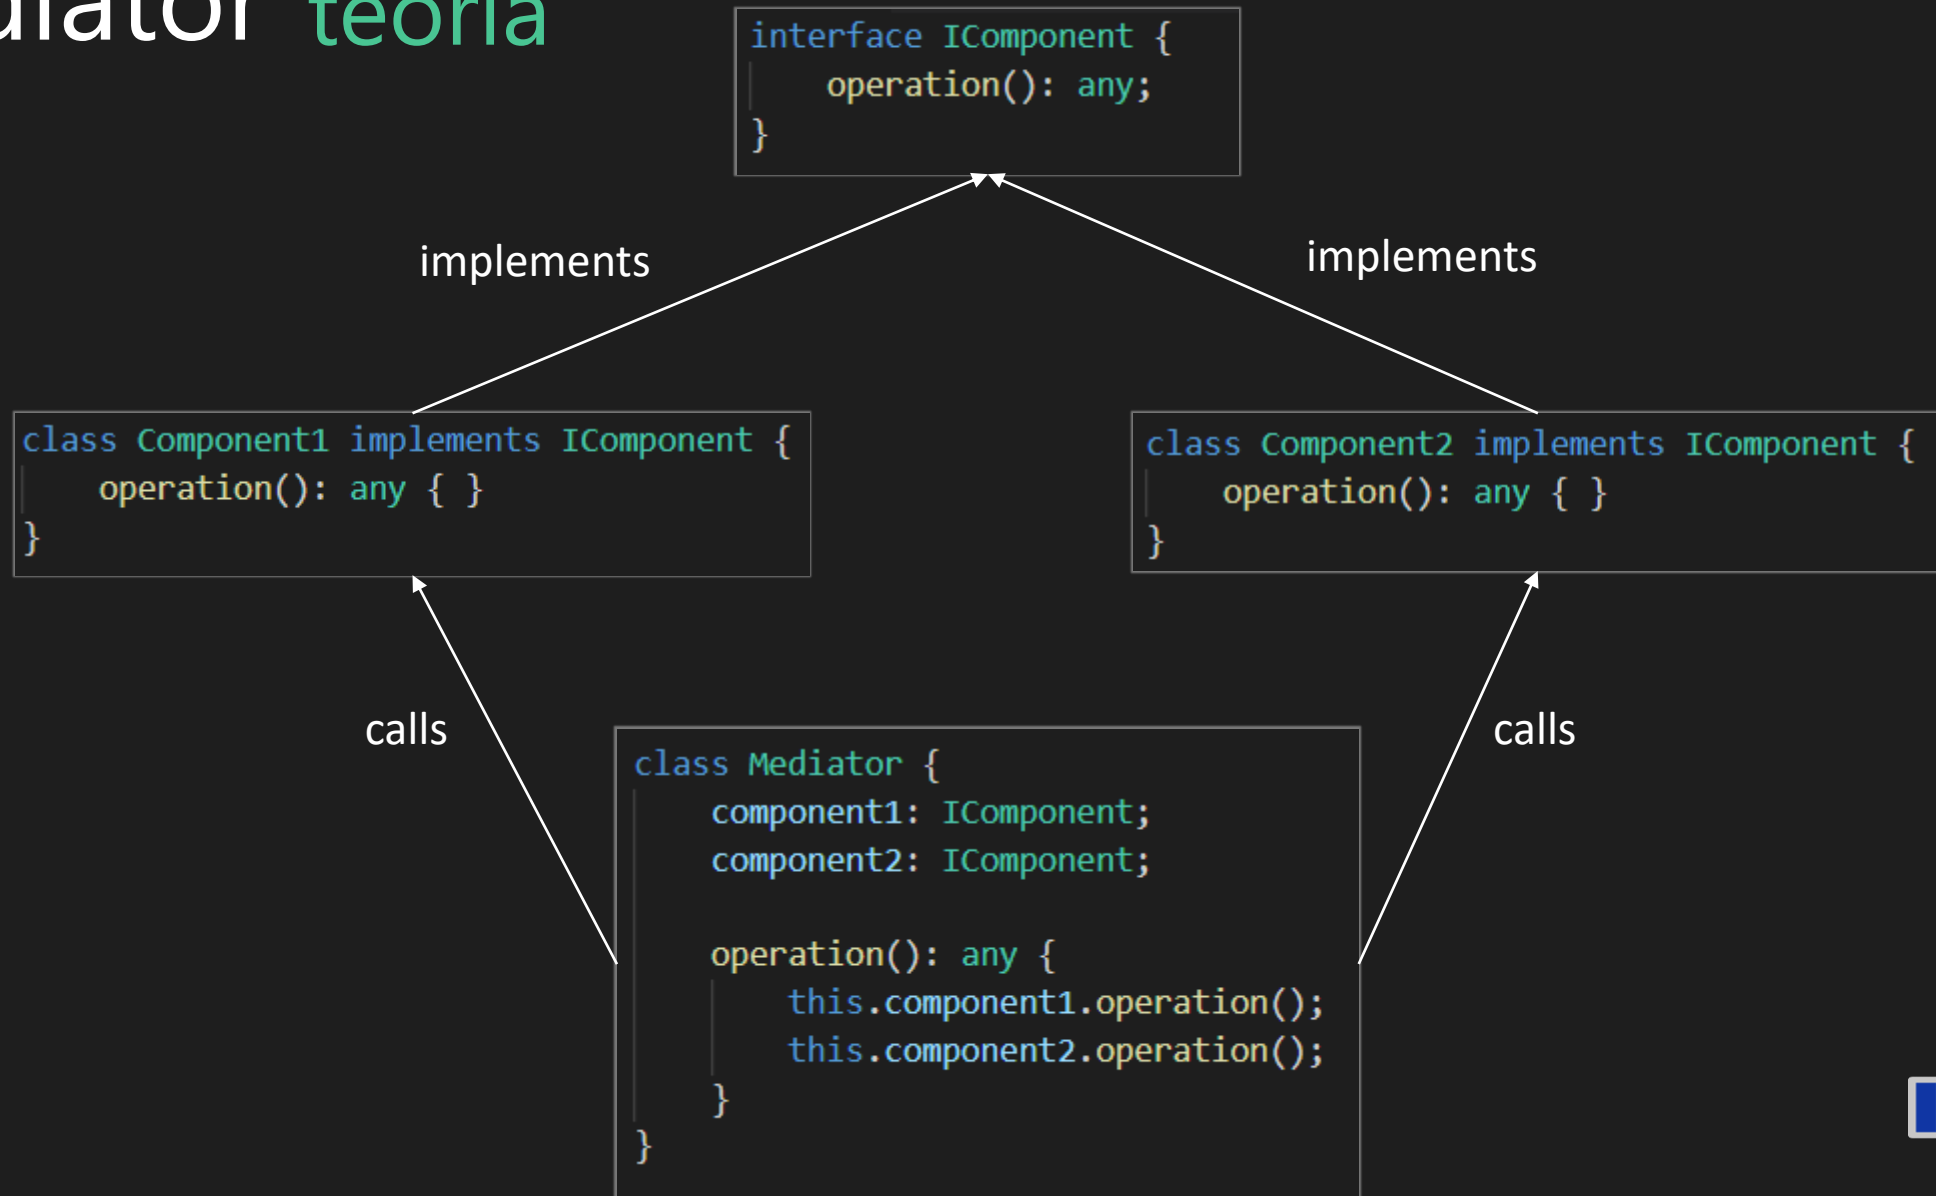 teoria
interface IComponent {
operation(): any;
}
implements
implements
class Component1 implements IComponent {
operation(): any { }
}
class Component2 implements IComponent {
operation(): any { }
}
calls
calls
class Mediator {
component1: IComponent;
component2: IComponent;
operation(): any {
this.component1.operation();
this.component2.operation();
}
}